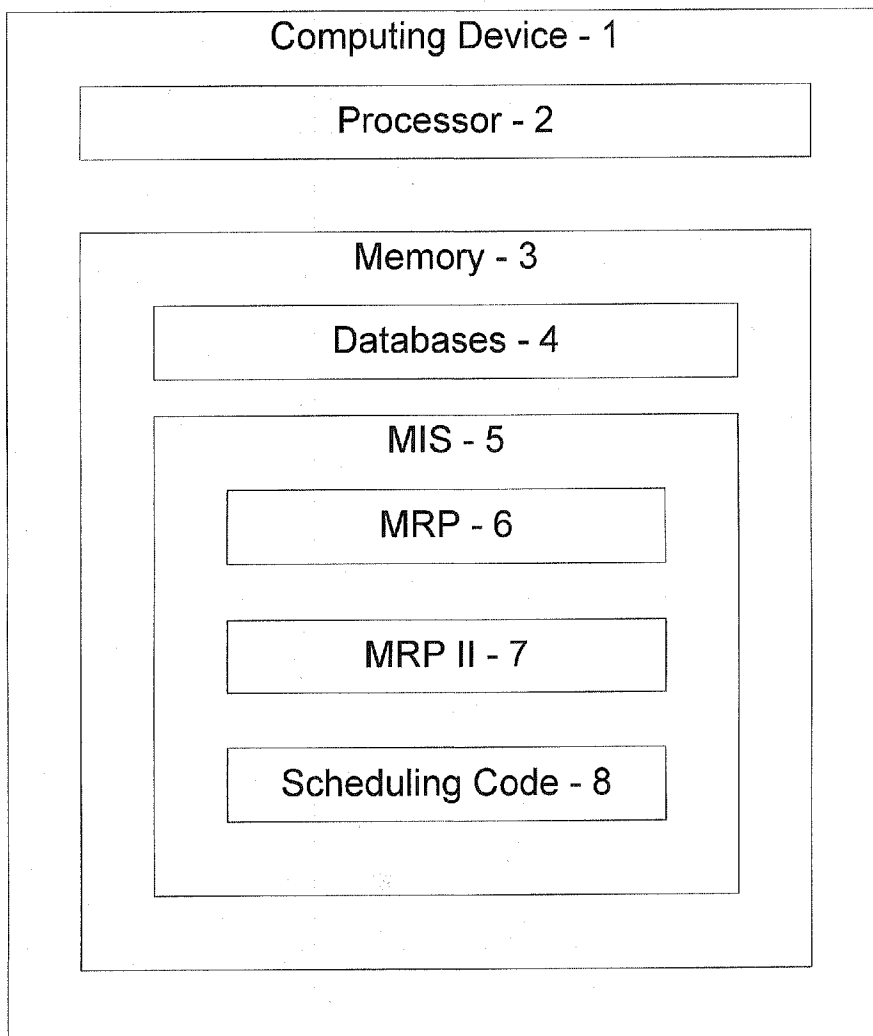 Computing Device - 1
Processor - 2
Memory - 3
Databases - 4
MIS - 5
MRP - 6
MRP II - 7
Scheduling Code - 8